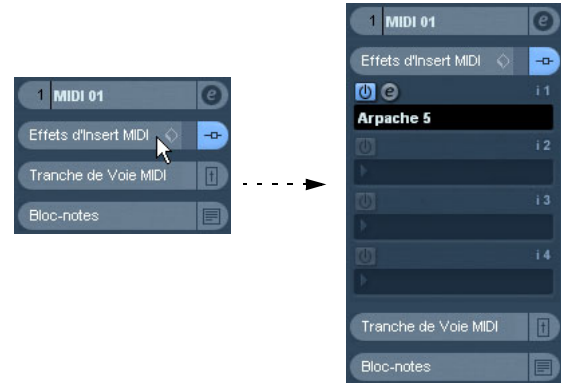 1 MIDI 01
Effets d'Insert MIDI
Tranche de Voie MIDI
Bloc-notes
1 MIDI 01
Effets d'Insert MIDI
i 1
Arpache 5
i 2
i 3
i 4
Tranche de Voie MIDI
Bloc-notes